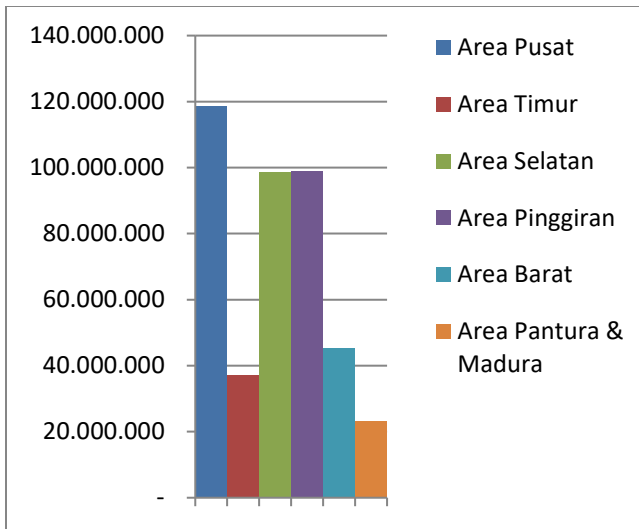 140.000.000
120.000.000
100.000.000
80.000.000
60.000.000
40.000.000
20.000.000
-
Area Pusat
Area Timur
Area Selatan
Area Pinggiran
Area Barat
Area Pantura &
Madura